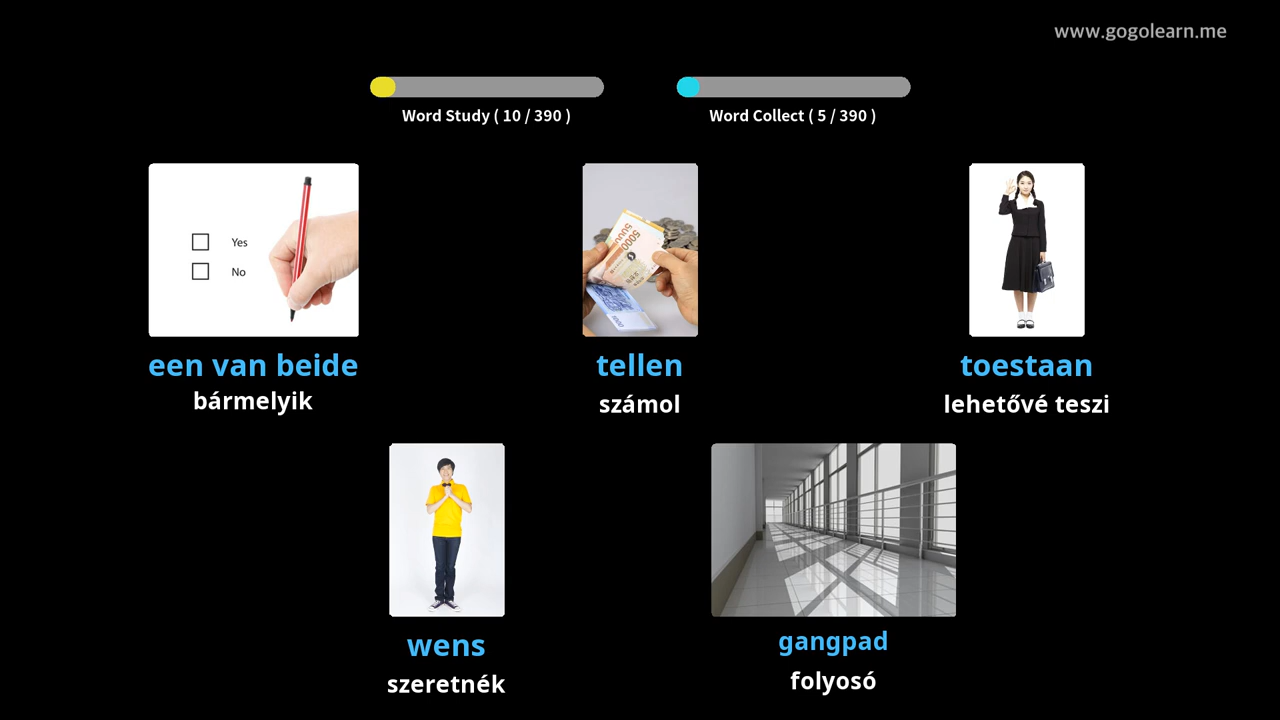 www.gogolearn.me
Word Study ( 10 / 390 )
Word Collect ( 5 / 390 )
Yes
No
5000
een van beide
bármelyik
tellen
számol
toestaan
lehetővé teszi
wens
szeretnék
gangpad
folyosó